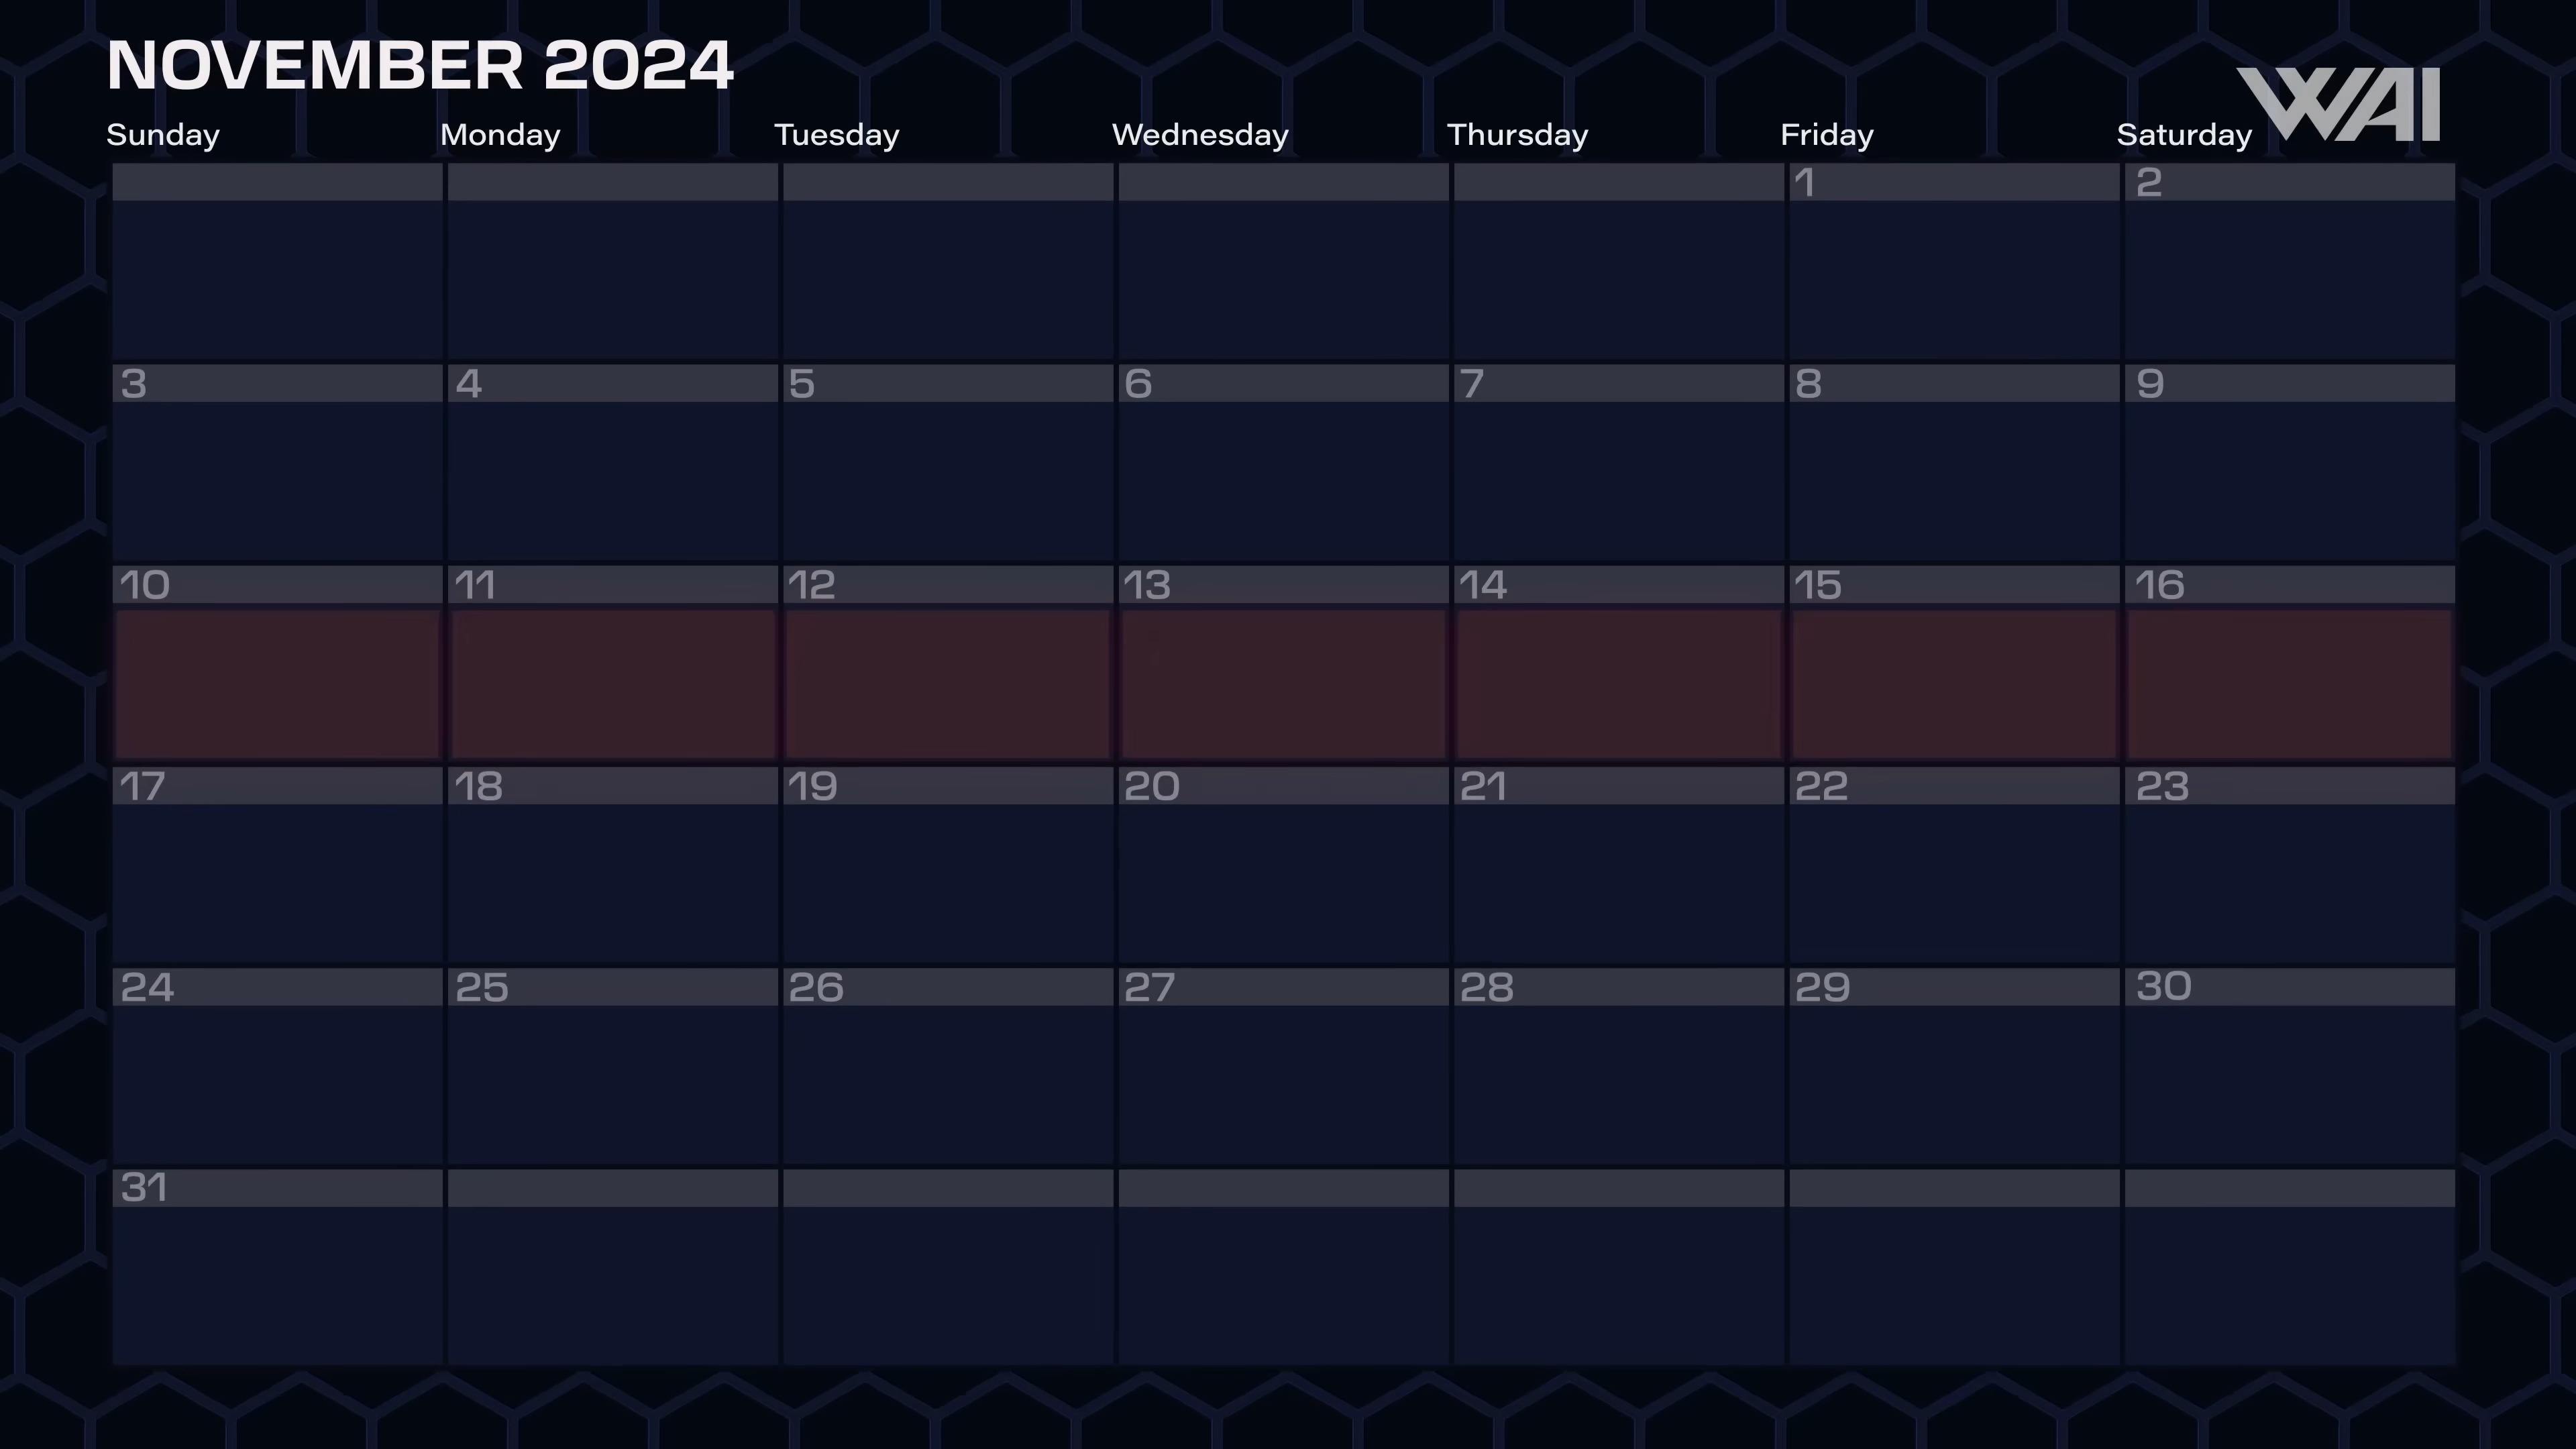 NOVEMBER 2024
WAI
Sunday Monday Tuesday Wednesday Thursday Friday Saturday
1 2
3 4 5 6 7 8 9
10 11 12 13 14 15 16
17 18 19 20 21 22 23
24 25 26 27 28 29 30
31